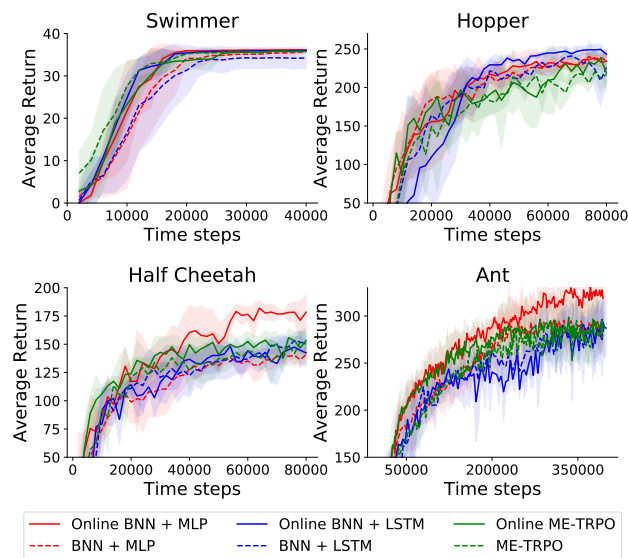 Swimmer
Hopper
40
30
20
10
0
Average Return
10000 20000 30000 40000
Time steps
250
200
150
100
50
Average Return
0 20000 40000 60000 80000
Time steps
Half Cheetah
Ant
200
175
150
125
100
75
50
Average Return
0 20000 40000 60000 80000
Time steps
300
250
200
150
Average Return
50000 200000 350000
Time steps
Online BNN + MLP Online BNN + LSTM Online ME-TRPO
BNN + MLP BNN + LSTM ME-TRPO